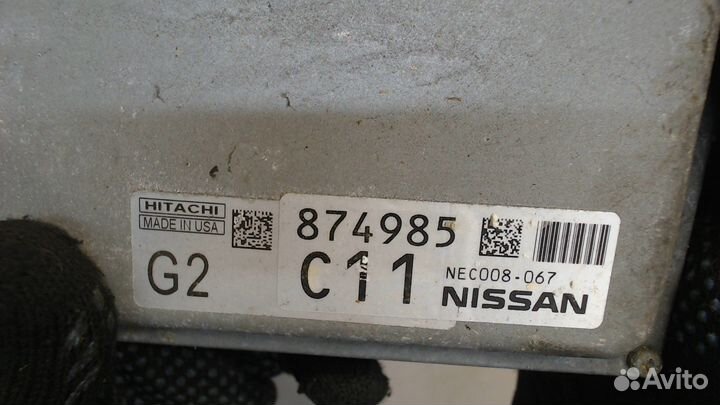 HITACHI
MADE IN USA
G2
874985
C11
NEC008-067
NISSAN
Avito